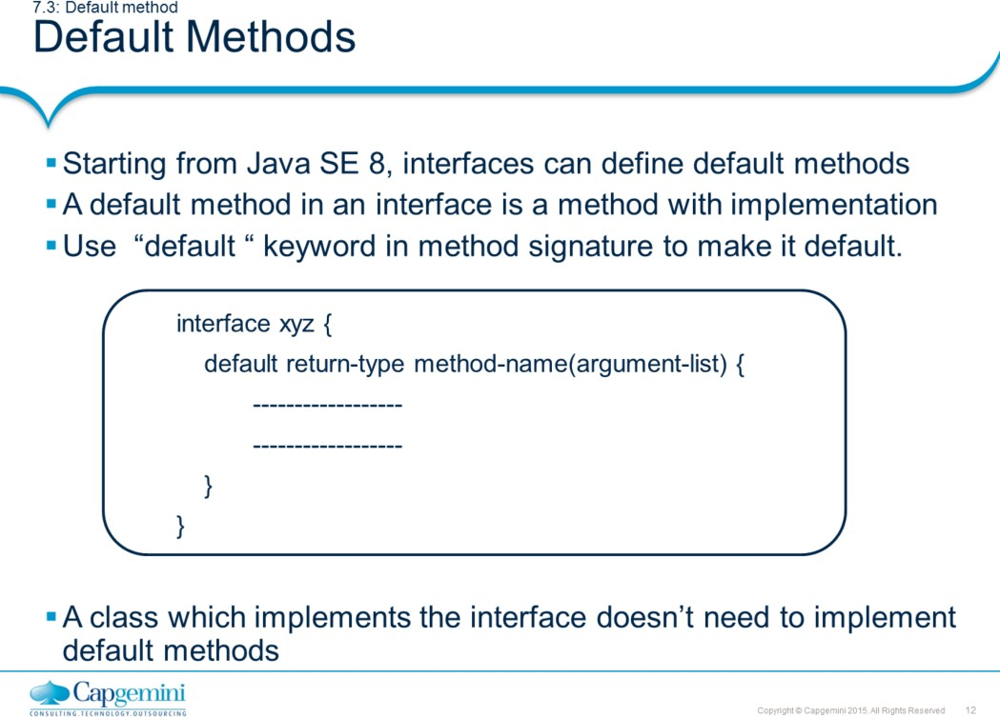 7.3: Default method
Default Methods
▪ Starting from Java SE 8, interfaces can define default methods
▪ A default method in an interface is a method with implementation
▪ Use “default “ keyword in method signature to make it default.
interface xyz {
default return-type method-name(argument-list) {
------------------
------------------
}
}
▪ A class which implements the interface doesn’t need to implement
default methods
Capgemini
CONSULTING.TECHNOLOGY.OUTSOURCING
Copyright © Capgemini 2015. All Rights Reserved 12